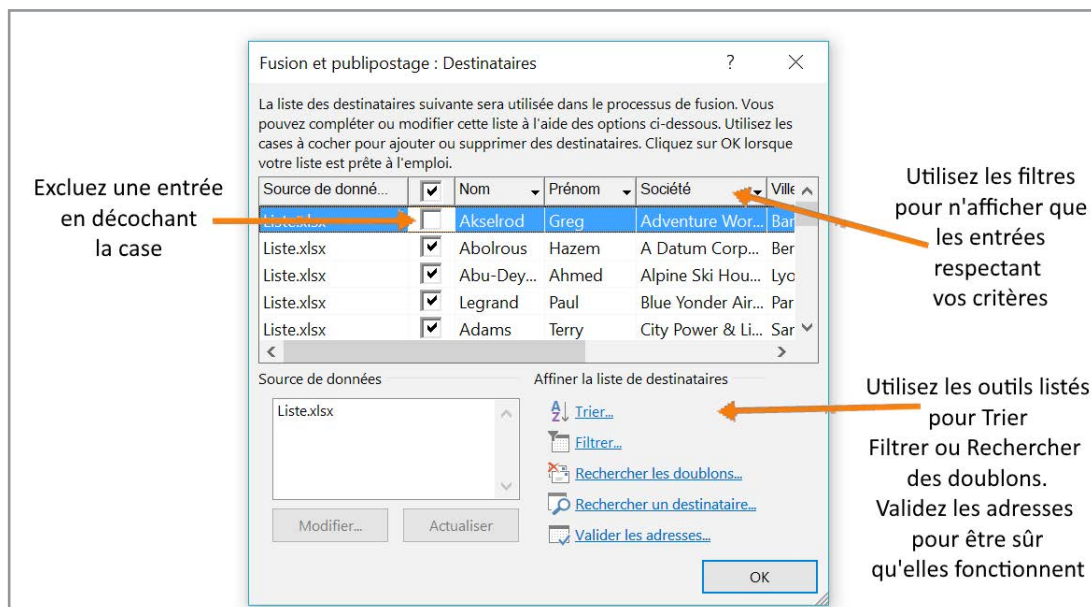 Fusion et publipostage : Destinataires
La liste des destinataires suivante sera utilisée dans le processus de fusion. Vous
pouvez compléter ou modifier cette liste à l'aide des options ci-dessous. Utilisez les
cases à cocher pour ajouter ou supprimer des destinataires. Cliquez sur OK lorsque
votre liste est prête à l'emploi.
Source de donné... Nom Prénom Société Ville
Liste.xlsx Akselrod Greg Adventure Wor... Bar
Liste.xlsx Abolrous Hazem A Datum Corp... Ber
Liste.xlsx Abu-Dey... Ahmed Alpine Ski Hou... Lyo
Liste.xlsx Legrand Paul Blue Yonder Air... Par
Liste.xlsx Adams Terry City Power & Li... Sar
Excluez une entrée
en décochant
la case
Utilisez les filtres
pour n'afficher que
les entrées
respectant
vos critères
Source de données
Liste.xlsx
Modifier...
Actualiser
Affiner la liste de destinataires
Trier...
Filtrer...
Rechercher les doublons...
Rechercher un destinataire...
Valider les adresses...
OK
Utilisez les outils listés
pour Trier
Filtrer ou Rechercher
des doublons.
Validez les adresses
pour être sûr
qu'elles fonctionnent